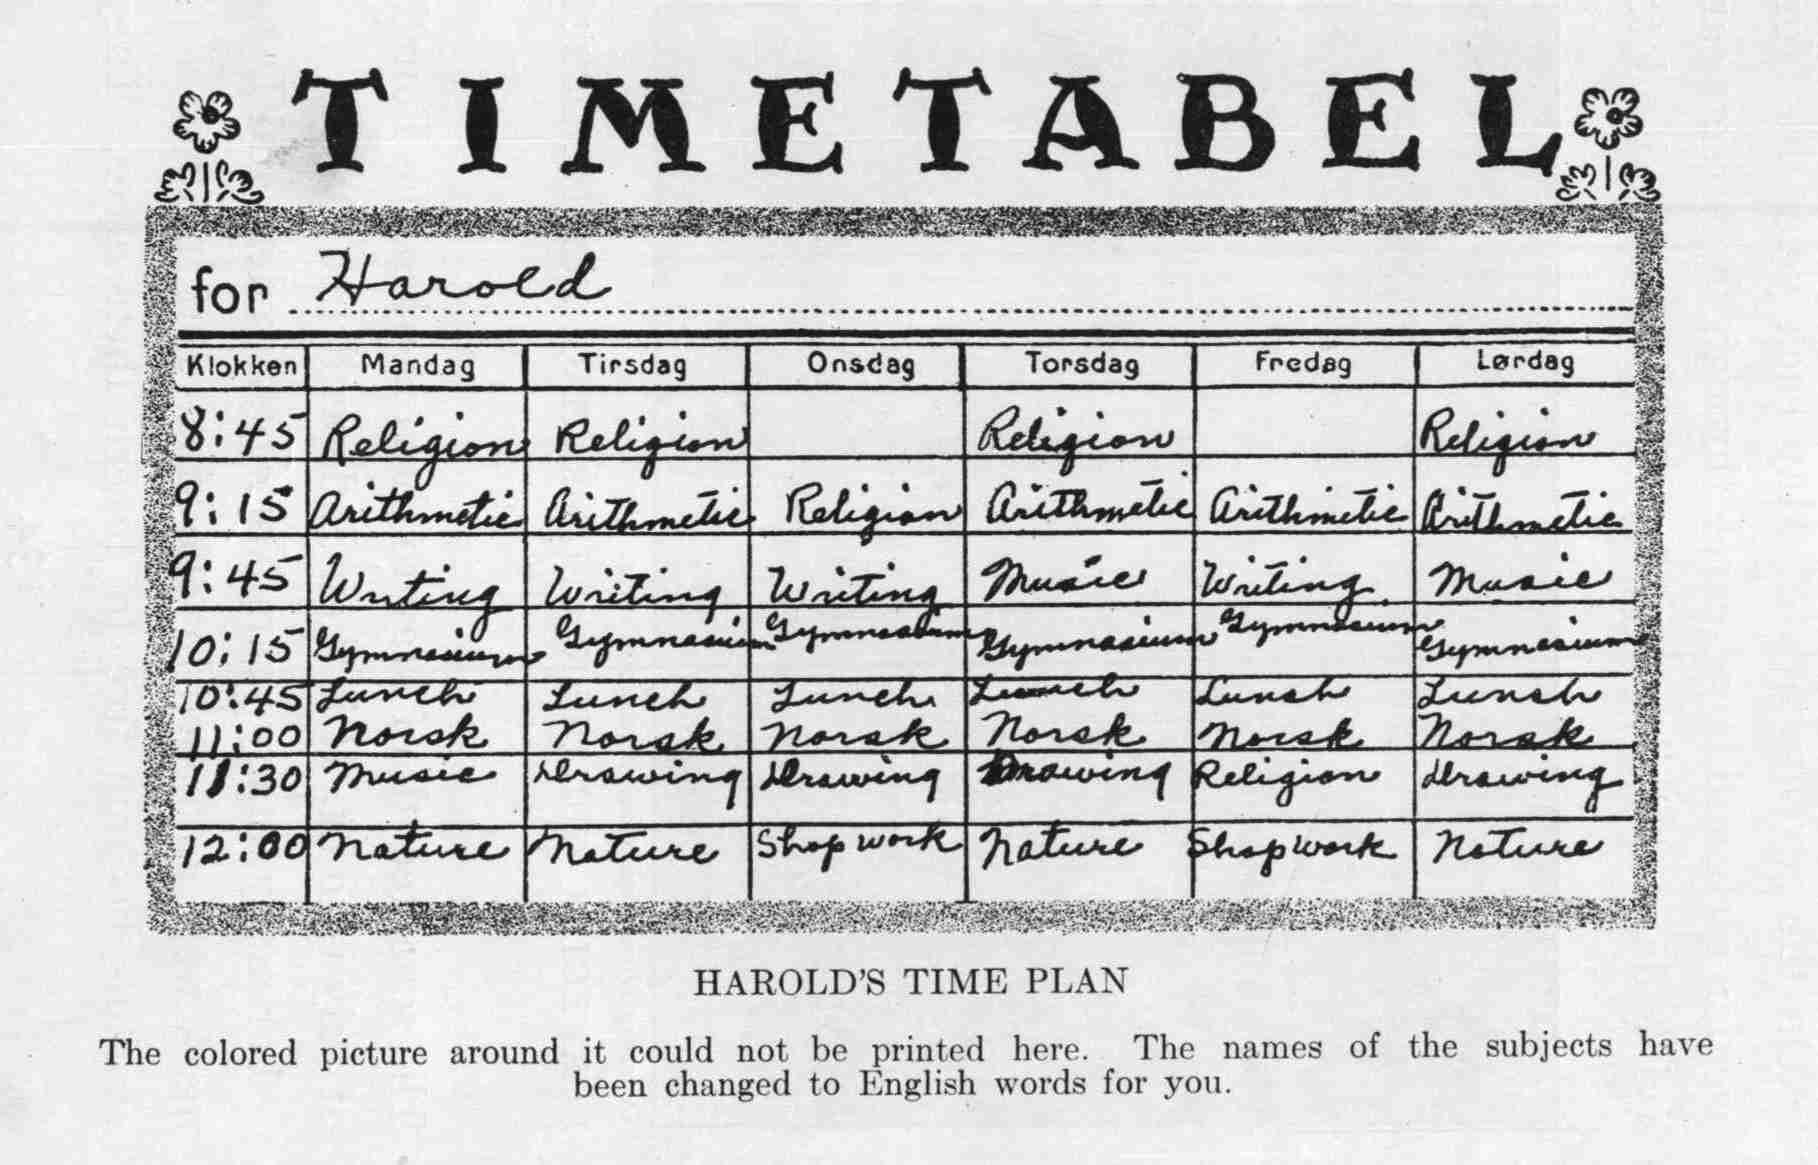 TIMETABEL
for Harold
Klokken Mandag Tirsdag Onsdag Torsdag Fredag Lørdag
8:45 Religion Religion Religion Religion
9:15 Arithmetic Arithmetic Religion Arithmetic Arithmetic Arithmetic
9:45 Writing Writing Writing Music Writing Music
10:15 Gymnasium Gymnasium Gymnasium Gymnasium Gymnasium Gymnasium
10:45 Lunch Lunch Lunch Lunch Lunch Lunch
11:00 Norsk Norsk Norsk Norsk Norsk Norsk
11:30 Music Drawing Drawing Drawing Religion Drawing
12:00 Nature Nature Shop work Nature Shop work Nature
HAROLD'S TIME PLAN
The colored picture around it could not be printed here. The names of the subjects have
been changed to English words for you.